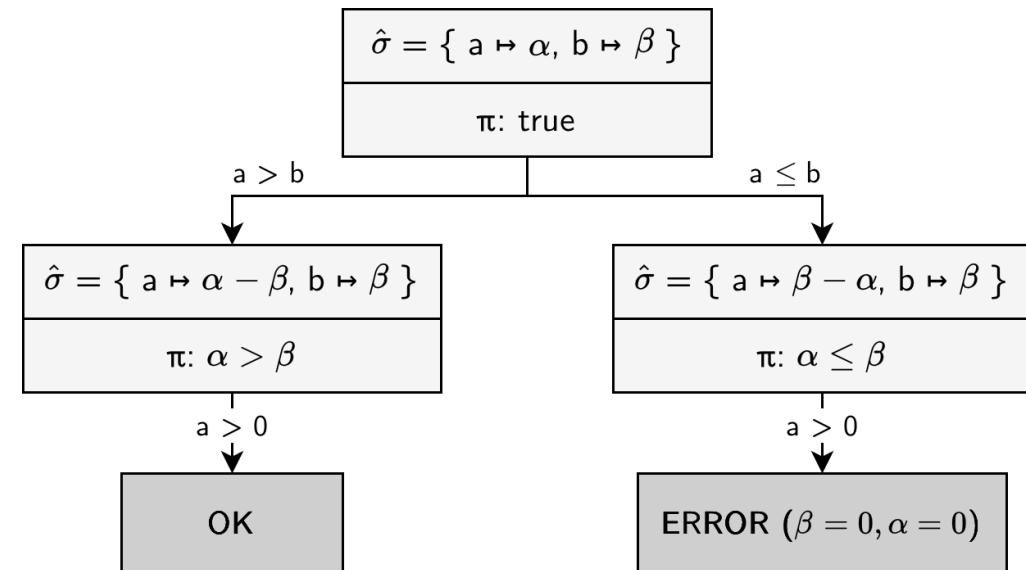 σ̂ = { a ↦ α, b ↦ β }
π: true
a > b
a ≤ b
σ̂ = { a ↦ α − β, b ↦ β }
σ̂ = { a ↦ β − α, b ↦ β }
π: α > β
π: α ≤ β
a > 0
a > 0
OK
ERROR (β = 0, α = 0)